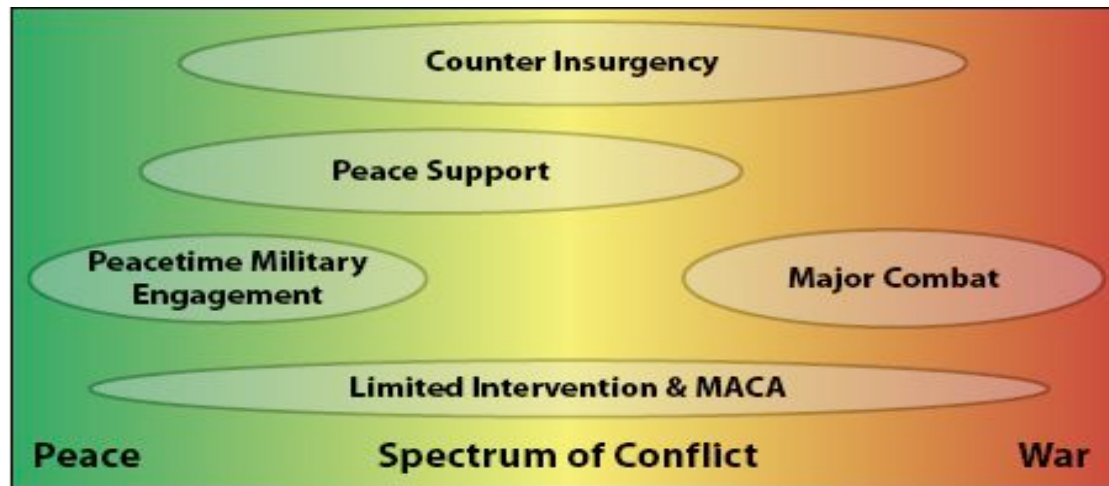 Counter Insurgency
Peace Support
Peacetime Military
Engagement
Major Combat
Limited Intervention & MACA
Peace
Spectrum of Conflict
War